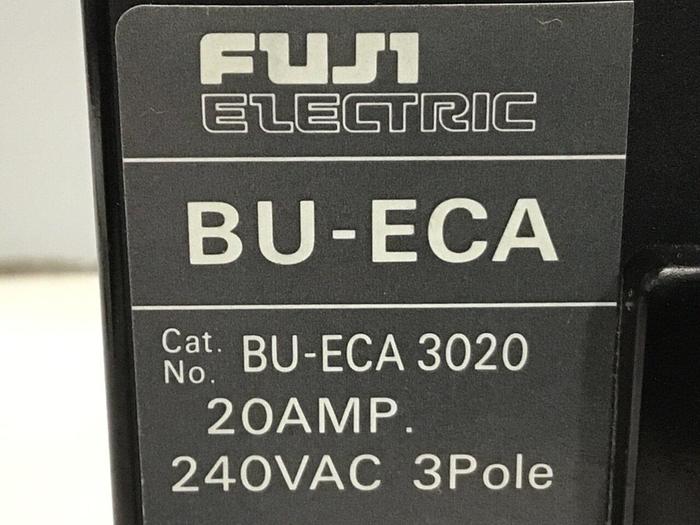 FUJI
ELECTRIC
BU-ECA
Cat. No. BU-ECA 3020
20AMP.
240VAC 3Pole